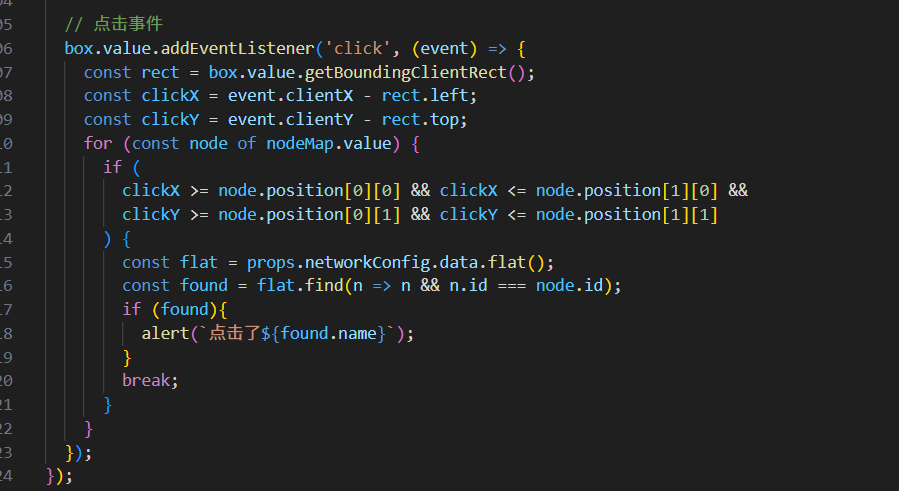 04
05 // 点击事件
06 box.value.addEventListener('click', (event) => {
07 const rect = box.value.getBoundingClientRect();
08 const clickX = event.clientX - rect.left;
09 const clickY = event.clientY - rect.top;
10 for (const node of nodeMap.value) {
11 if (
12 clickX >= node.position[0][0] && clickX <= node.position[1][0] &&
13 clickY >= node.position[0][1] && clickY <= node.position[1][1]
14 ) {
15 const flat = props.networkConfig.data.flat();
16 const found = flat.find(n => n && n.id === node.id);
17 if (found){
18 alert(`点击了${found.name}`);
19 }
20 break;
21 }
22 }
23 });
24 });